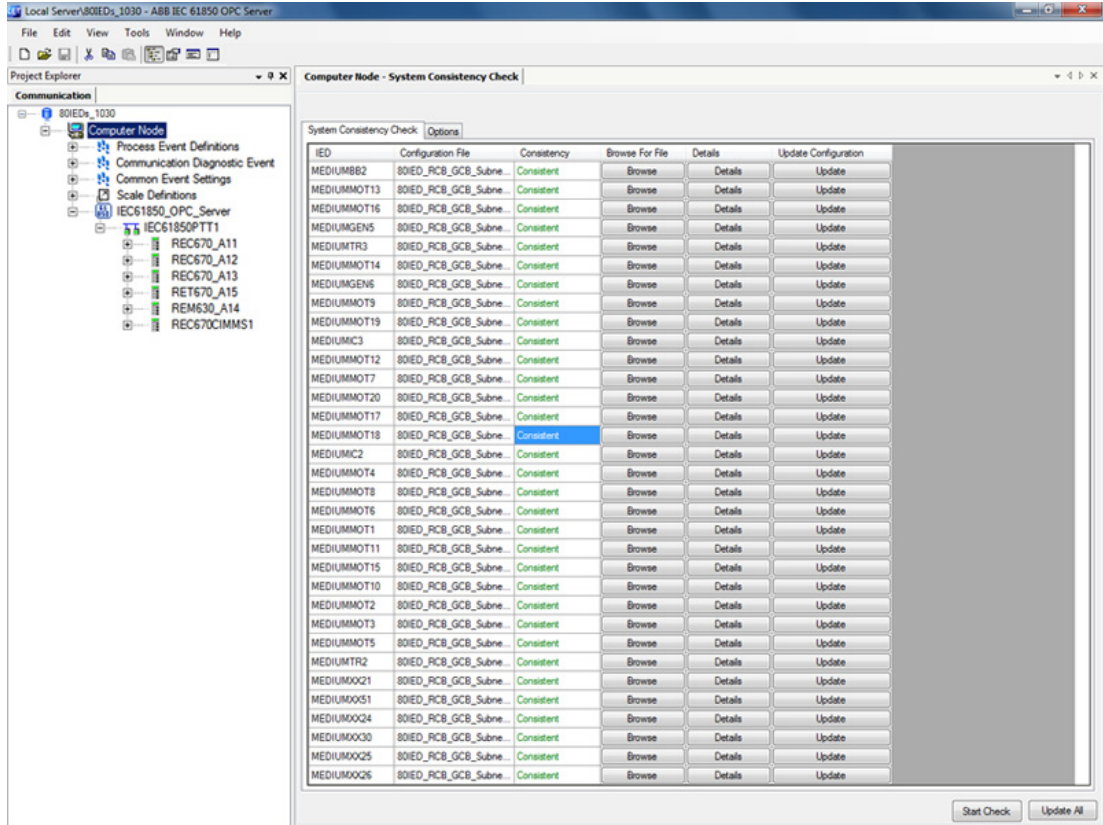 Local Server\80IEDs_1030 - ABB IEC 61850 OPC Server
File Edit View Tools Window Help
Project Explorer
Communication
80IEDs_1030
Computer Node
Process Event Definitions
Communication Diagnostic Event
Common Event Settings
Scale Definitions
IEC61850_OPC_Server
IEC61850PTT1
REC670_A11
REC670_A12
REC670_A13
RET670_A15
REM630_A14
REC670CIMMS1
Computer Node - System Consistency Check
System Consistency Check Options
IED Configuration File Consistency Browse For File Details Update Configuration
MEDIUMBB2 80IED_RCB_GCB_Subne... Consistent Browse Details Update
MEDIUMMOT13 80IED_RCB_GCB_Subne... Consistent Browse Details Update
MEDIUMMOT16 80IED_RCB_GCB_Subne... Consistent Browse Details Update
MEDIUMGEN5 80IED_RCB_GCB_Subne... Consistent Browse Details Update
MEDIUMTR3 80IED_RCB_GCB_Subne... Consistent Browse Details Update
MEDIUMMOT14 80IED_RCB_GCB_Subne... Consistent Browse Details Update
MEDIUMGEN6 80IED_RCB_GCB_Subne... Consistent Browse Details Update
MEDIUMMOT9 80IED_RCB_GCB_Subne... Consistent Browse Details Update
MEDIUMMOT19 80IED_RCB_GCB_Subne... Consistent Browse Details Update
MEDIUMIC3 80IED_RCB_GCB_Subne... Consistent Browse Details Update
MEDIUMMOT12 80IED_RCB_GCB_Subne... Consistent Browse Details Update
MEDIUMMOT7 80IED_RCB_GCB_Subne... Consistent Browse Details Update
MEDIUMMOT20 80IED_RCB_GCB_Subne... Consistent Browse Details Update
MEDIUMMOT17 80IED_RCB_GCB_Subne... Consistent Browse Details Update
MEDIUMMOT18 80IED_RCB_GCB_Subne... Consistent Browse Details Update
MEDIUMIC2 80IED_RCB_GCB_Subne... Consistent Browse Details Update
MEDIUMMOT4 80IED_RCB_GCB_Subne... Consistent Browse Details Update
MEDIUMMOT8 80IED_RCB_GCB_Subne... Consistent Browse Details Update
MEDIUMMOT6 80IED_RCB_GCB_Subne... Consistent Browse Details Update
MEDIUMMOT1 80IED_RCB_GCB_Subne... Consistent Browse Details Update
MEDIUMMOT11 80IED_RCB_GCB_Subne... Consistent Browse Details Update
MEDIUMMOT15 80IED_RCB_GCB_Subne... Consistent Browse Details Update
MEDIUMMOT10 80IED_RCB_GCB_Subne... Consistent Browse Details Update
MEDIUMMOT2 80IED_RCB_GCB_Subne... Consistent Browse Details Update
MEDIUMMOT3 80IED_RCB_GCB_Subne... Consistent Browse Details Update
MEDIUMMOT5 80IED_RCB_GCB_Subne... Consistent Browse Details Update
MEDIUMTR2 80IED_RCB_GCB_Subne... Consistent Browse Details Update
MEDIUMXX21 80IED_RCB_GCB_Subne... Consistent Browse Details Update
MEDIUMXX51 80IED_RCB_GCB_Subne... Consistent Browse Details Update
MEDIUMXX24 80IED_RCB_GCB_Subne... Consistent Browse Details Update
MEDIUMXX30 80IED_RCB_GCB_Subne... Consistent Browse Details Update
MEDIUMXX25 80IED_RCB_GCB_Subne... Consistent Browse Details Update
MEDIUMXX26 80IED_RCB_GCB_Subne... Consistent Browse Details Update
Start Check Update All